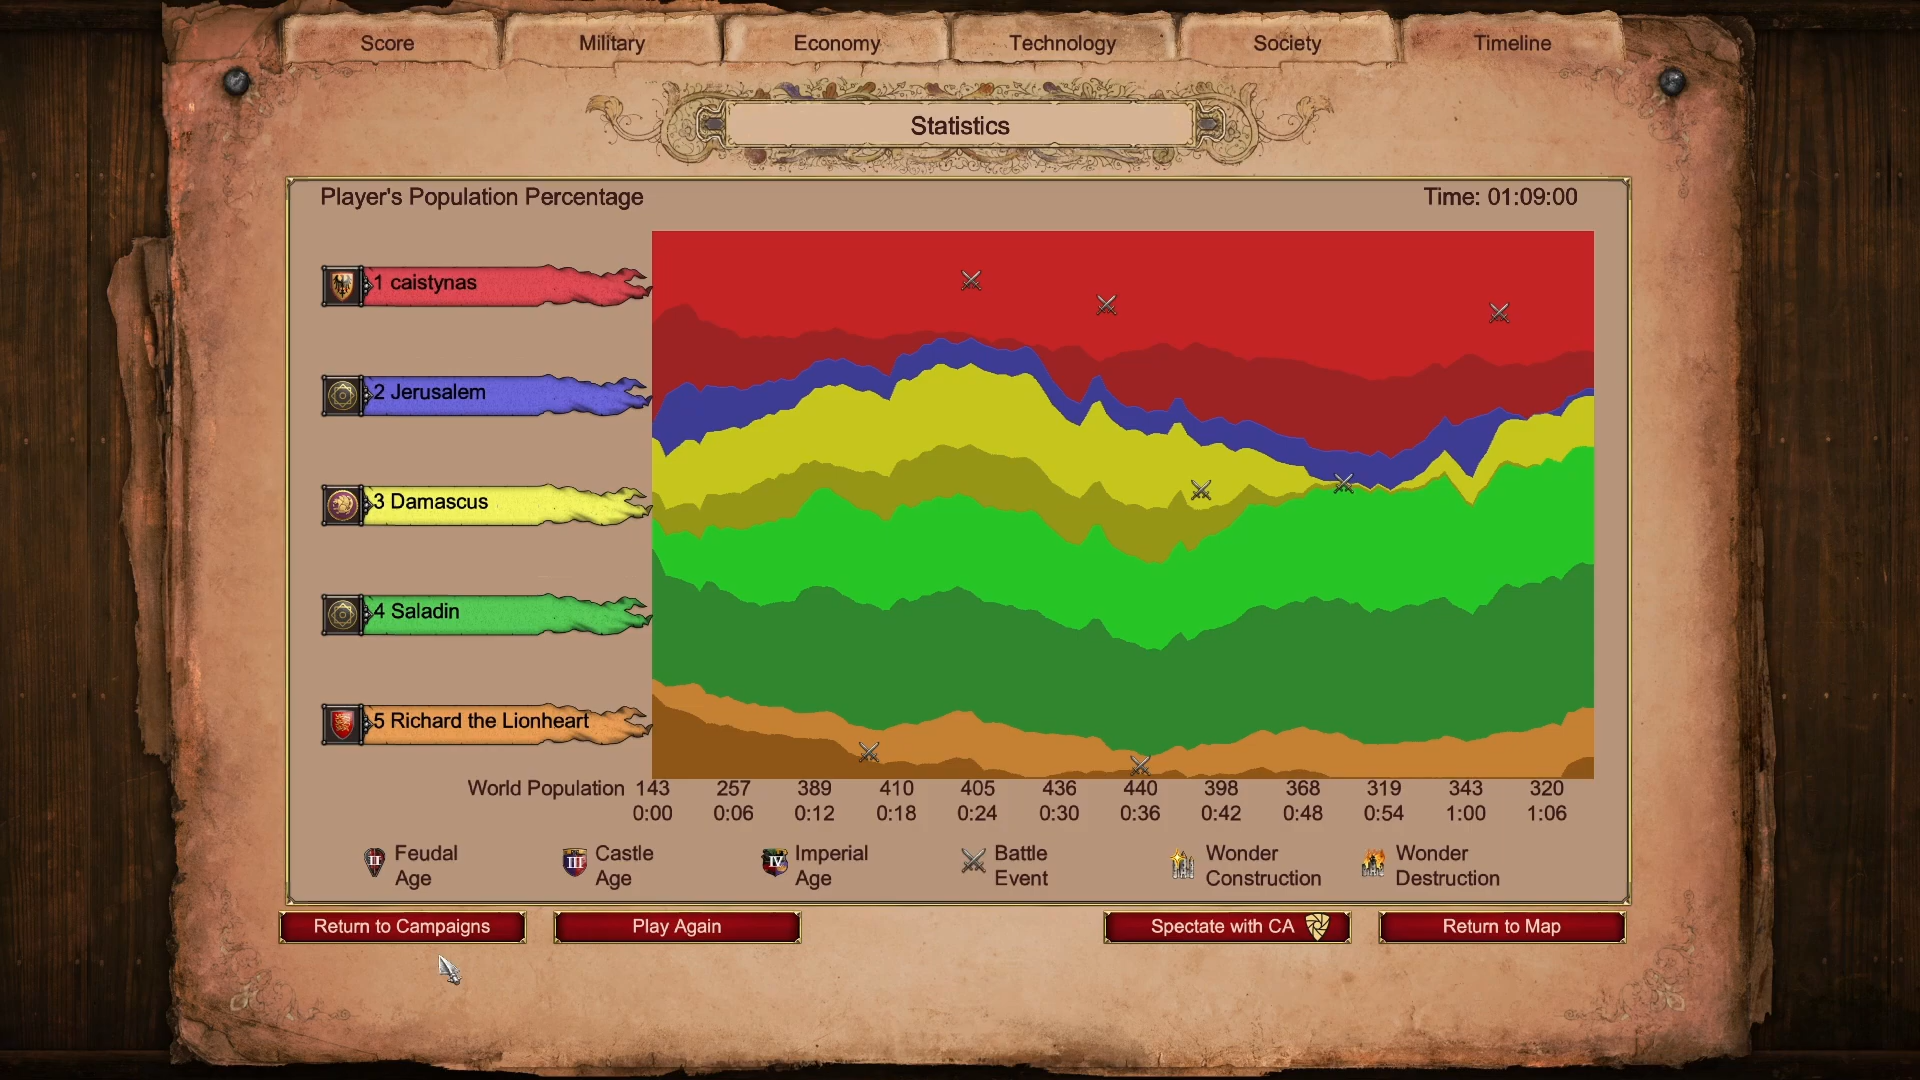 Score Military Economy Technology Society Timeline
Statistics
Player's Population Percentage Time: 01:09:00
1 caistynas
2 Jerusalem
3 Damascus
4 Saladin
5 Richard the Lionheart
World Population 143 257 389 410 405 436 440 398 368 319 343 320
0:00 0:06 0:12 0:18 0:24 0:30 0:36 0:42 0:48 0:54 1:00 1:06
II Feudal Age
III Castle Age
IV Imperial Age
Battle Event
Wonder Construction
Wonder Destruction
Return to Campaigns Play Again Spectate with CA Return to Map